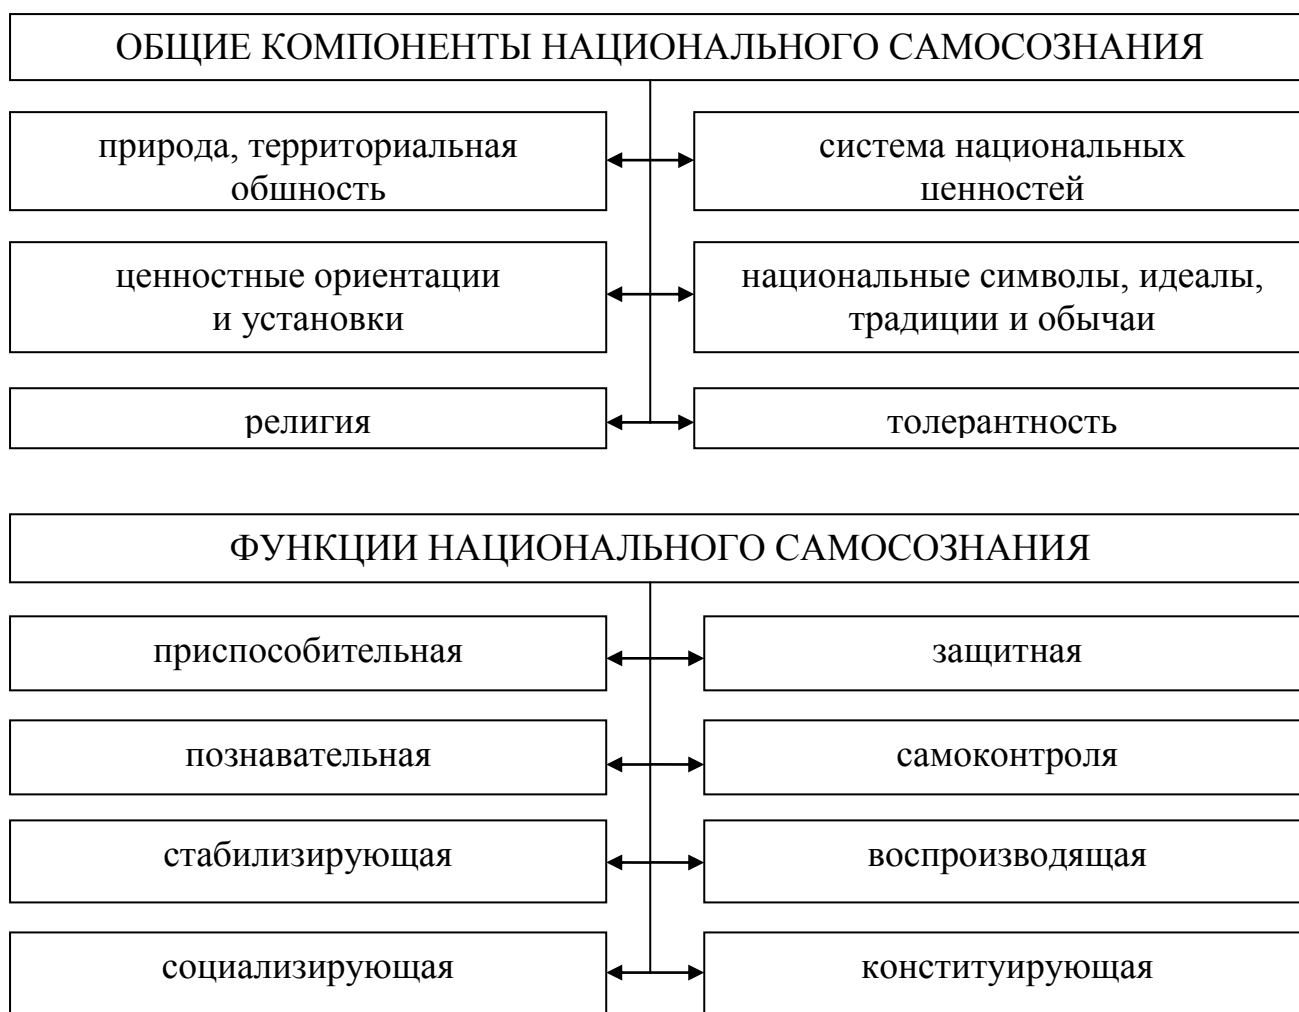 ОБЩИЕ КОМПОНЕНТЫ НАЦИОНАЛЬНОГО САМОСОЗНАНИЯ
природа, территориальная
общность
система национальных
ценностей
ценностные ориентации
и установки
национальные символы, идеалы,
традиции и обычаи
религия
толерантность
ФУНКЦИИ НАЦИОНАЛЬНОГО САМОСОЗНАНИЯ
приспособительная
защитная
познавательная
самоконтроля
стабилизирующая
воспроизводящая
социализирующая
конституирующая